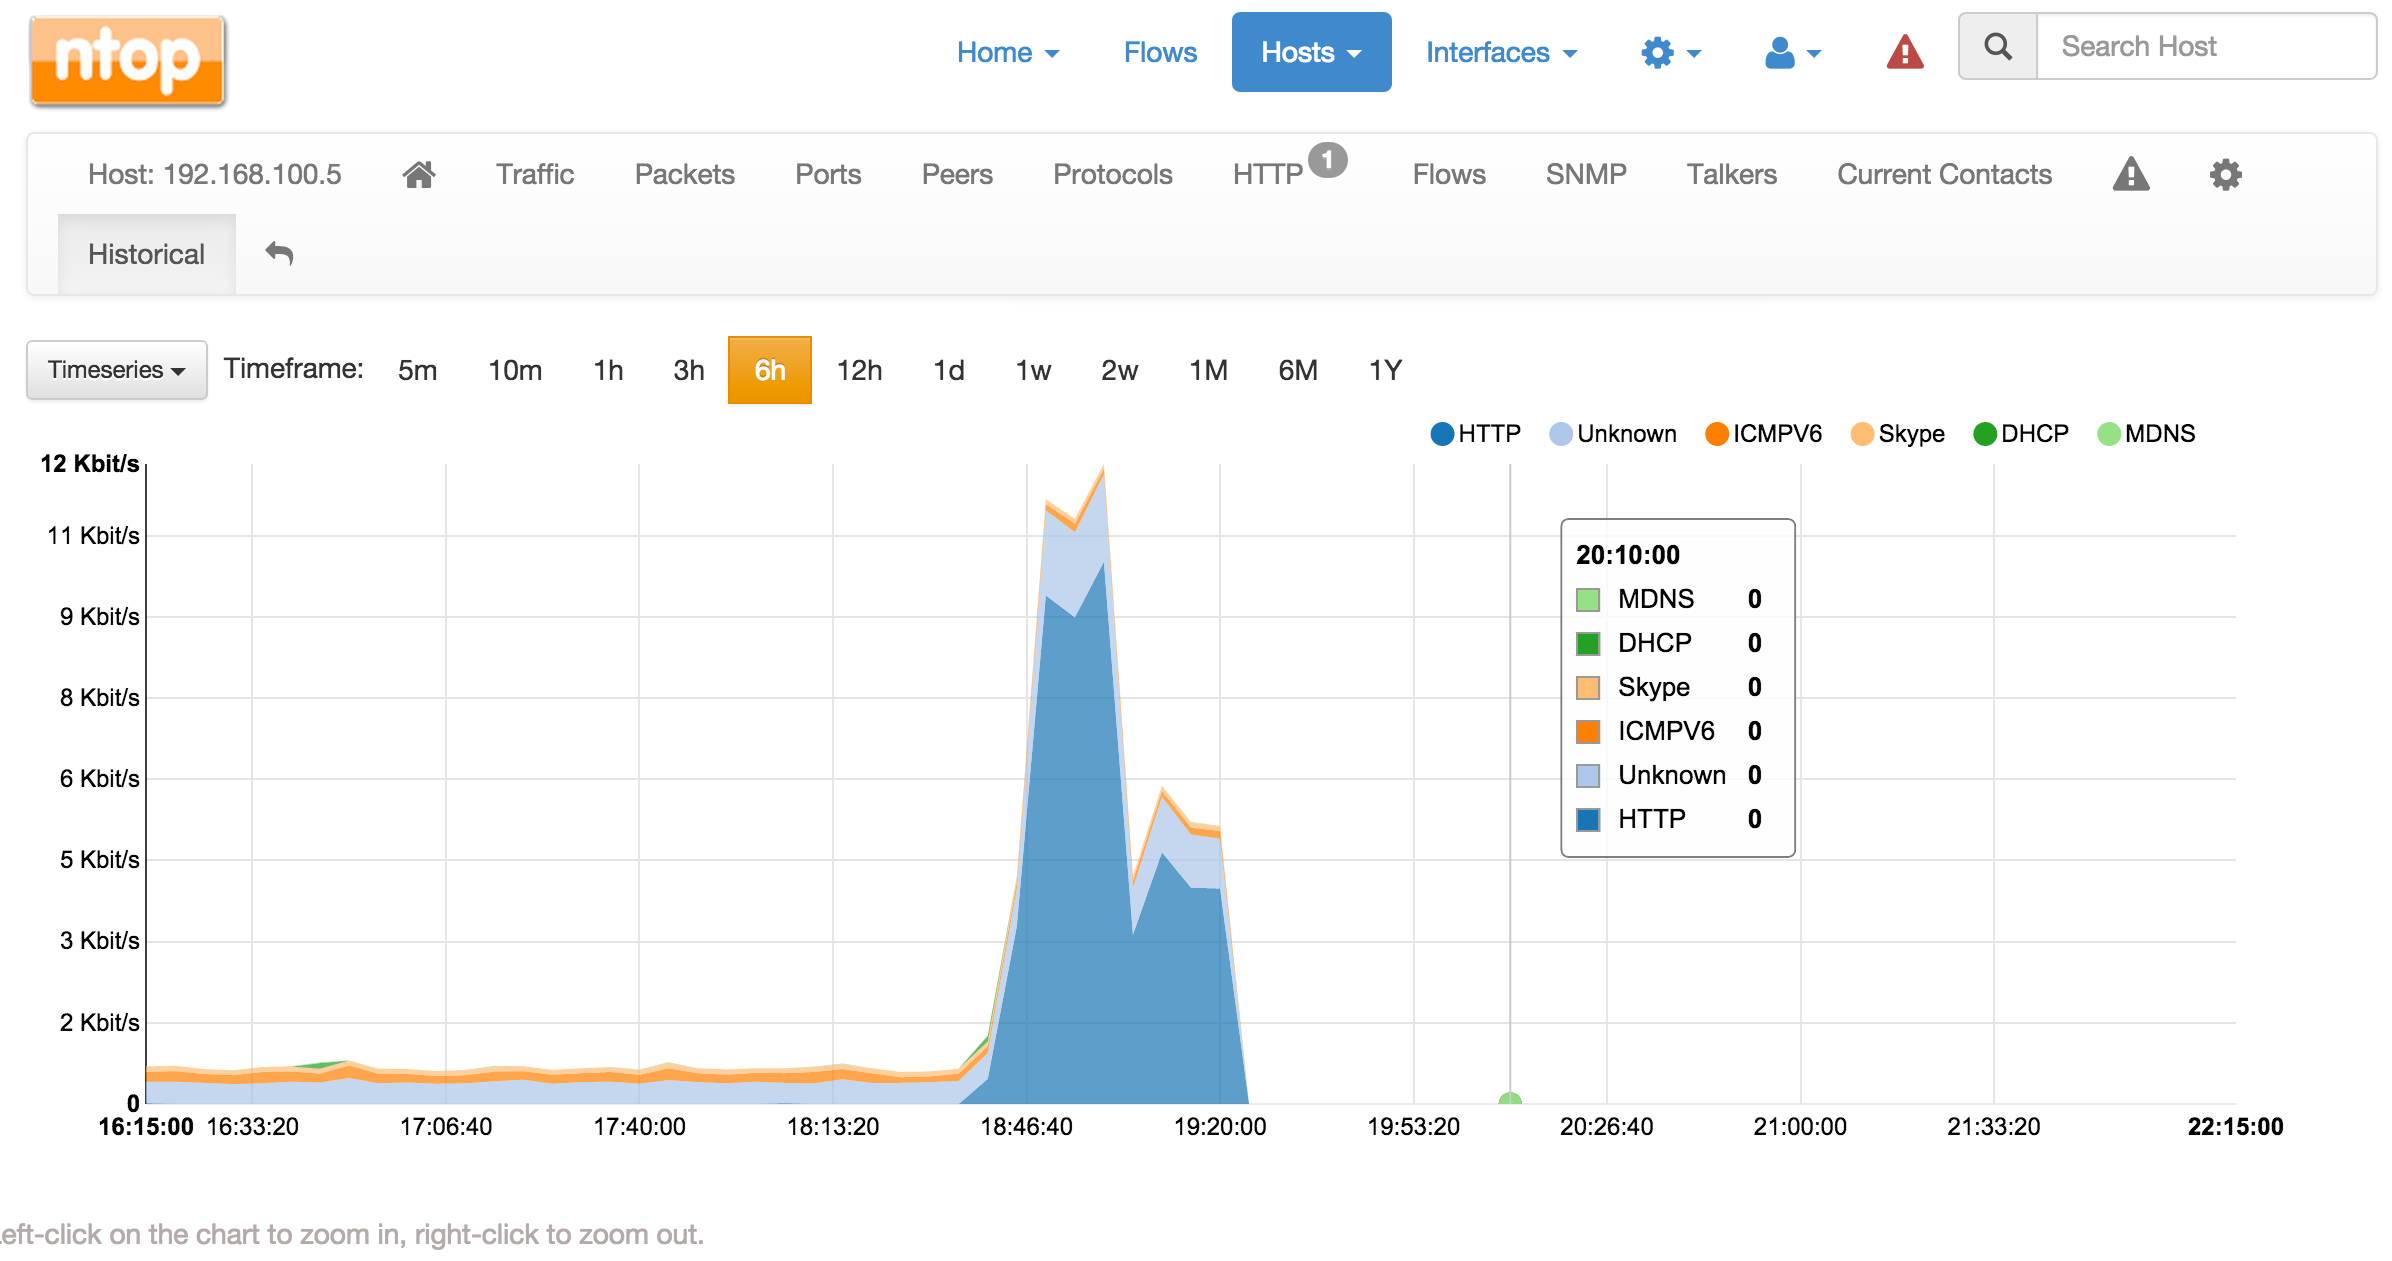 ntop
Home Flows Hosts Interfaces Search Host
Host: 192.168.100.5 Traffic Packets Ports Peers Protocols HTTP 1 Flows SNMP Talkers Current Contacts
Historical
Timeseries Timeframe: 5m 10m 1h 3h 6h 12h 1d 1w 2w 1M 6M 1Y
HTTP Unknown ICMPV6 Skype DHCP MDNS
12 Kbit/s
11 Kbit/s
9 Kbit/s
8 Kbit/s
6 Kbit/s
5 Kbit/s
3 Kbit/s
2 Kbit/s
0
20:10:00
MDNS 0
DHCP 0
Skype 0
ICMPV6 0
Unknown 0
HTTP 0
16:15:00 16:33:20 17:06:40 17:40:00 18:13:20 18:46:40 19:20:00 19:53:20 20:26:40 21:00:00 21:33:20 22:15:00
eft-click on the chart to zoom in, right-click to zoom out.